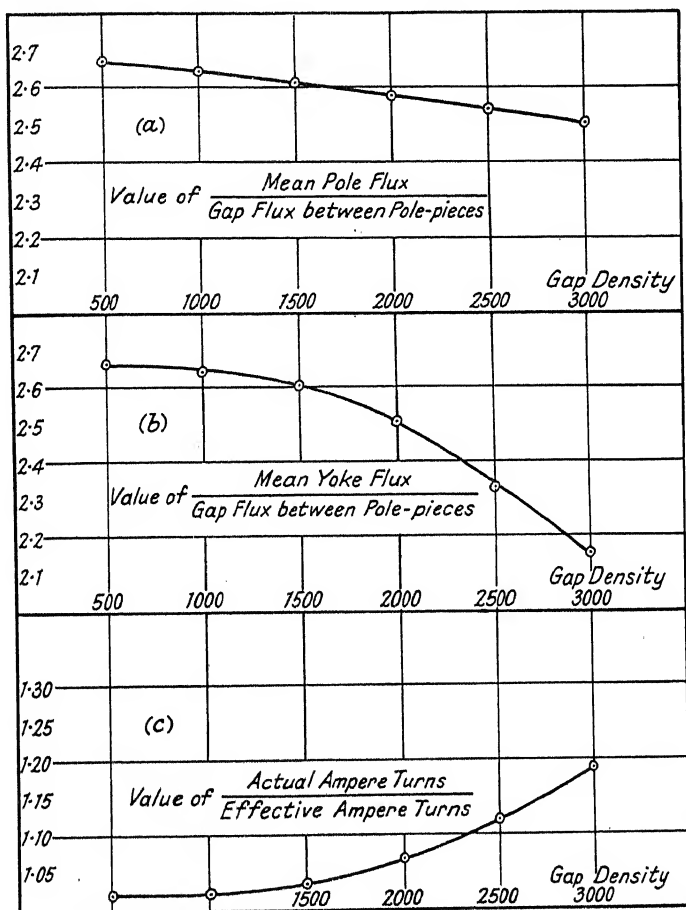 2·7
2·6
2·5
(a)
2·4
Value of Mean Pole Flux
Gap Flux between Pole-pieces
2·3
2·2
2·1
Gap Density
500 1000 1500 2000 2500 3000
2·7
2·6
2·5
(b)
2·4
Value of Mean Yoke Flux
Gap Flux between Pole-pieces
2·3
2·2
2·1
Gap Density
500 1000 1500 2000 2500 3000
1·30
1·25
(c)
1·20
Value of Actual Ampere Turns
Effective Ampere Turns
1·15
1·10
1·05
Gap Density
500 1000 1500 2000 2500 3000